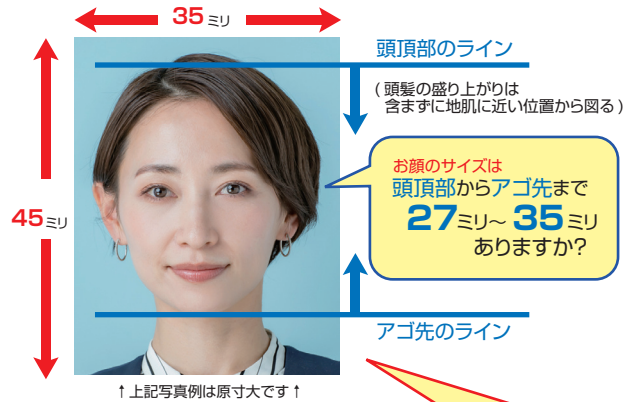 35ミリ
頭頂部のライン
( 頭髪の盛り上がりは
含まずに地肌に近い位置から図る )
お顔のサイズは
頭頂部からアゴ先まで
27ミリ～35ミリ
ありますか?
45ミリ
アゴ先のライン
↑上記写真例は原寸大です↑